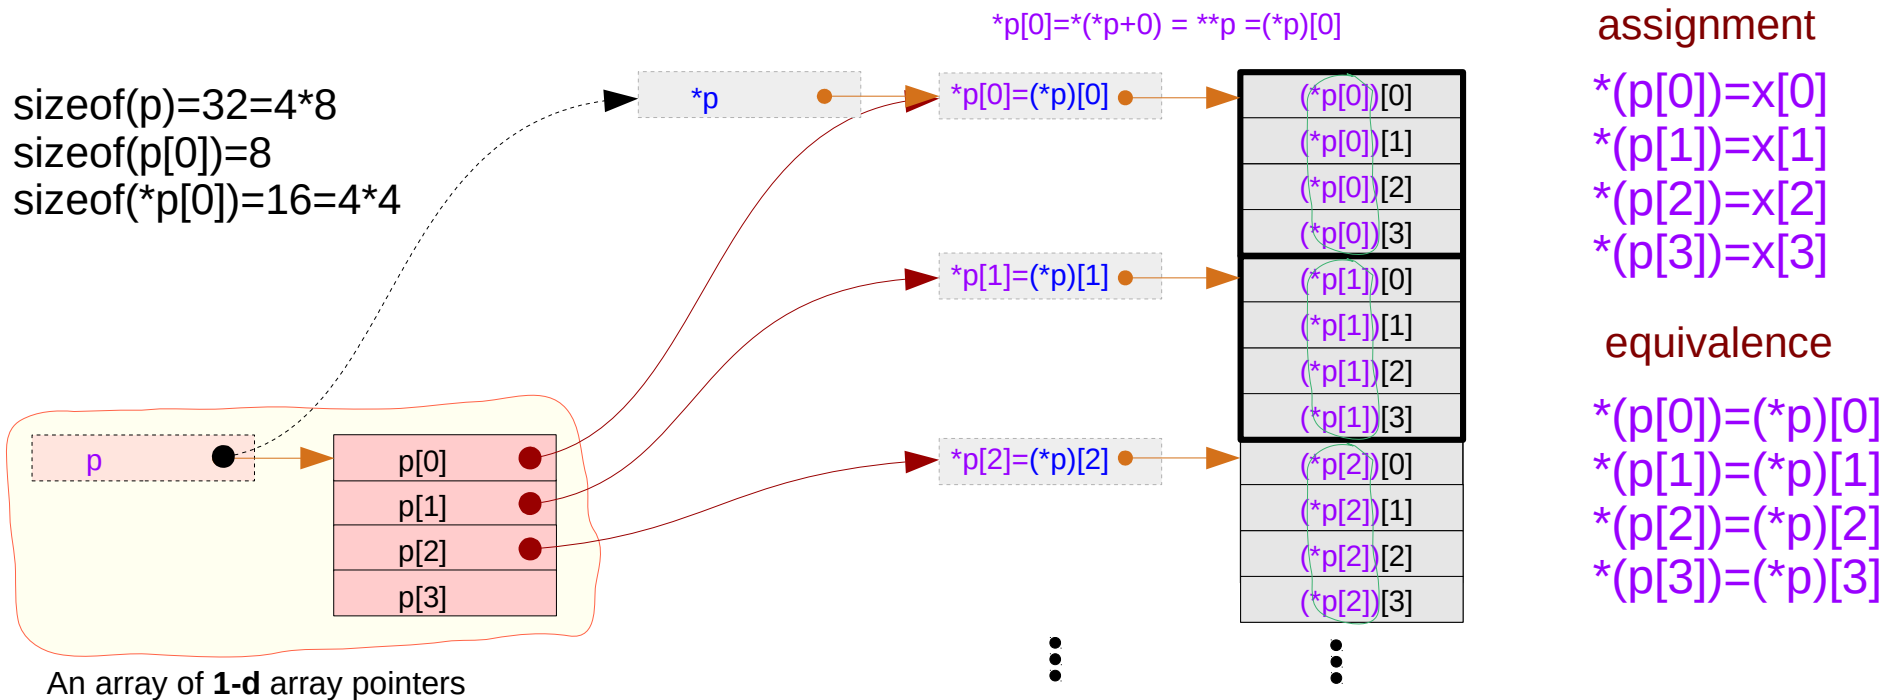 *p[0]=*(*p+0) = **p =(*p)[0]
sizeof(p)=32=4*8
sizeof(p[0])=8
sizeof(*p[0])=16=4*4
*p
*p[0]=(*p)[0]
*p[1]=(*p)[1]
*p[2]=(*p)[2]
(*p[0])[0]
(*p[0])[1]
(*p[0])[2]
(*p[0])[3]
(*p[1])[0]
(*p[1])[1]
(*p[1])[2]
(*p[1])[3]
(*p[2])[0]
(*p[2])[1]
(*p[2])[2]
(*p[2])[3]
p
p[0]
p[1]
p[2]
p[3]
An array of 1-d array pointers
assignment
*(p[0])=x[0]
*(p[1])=x[1]
*(p[2])=x[2]
*(p[3])=x[3]
equivalence
*(p[0])=(*p)[0]
*(p[1])=(*p)[1]
*(p[2])=(*p)[2]
*(p[3])=(*p)[3]